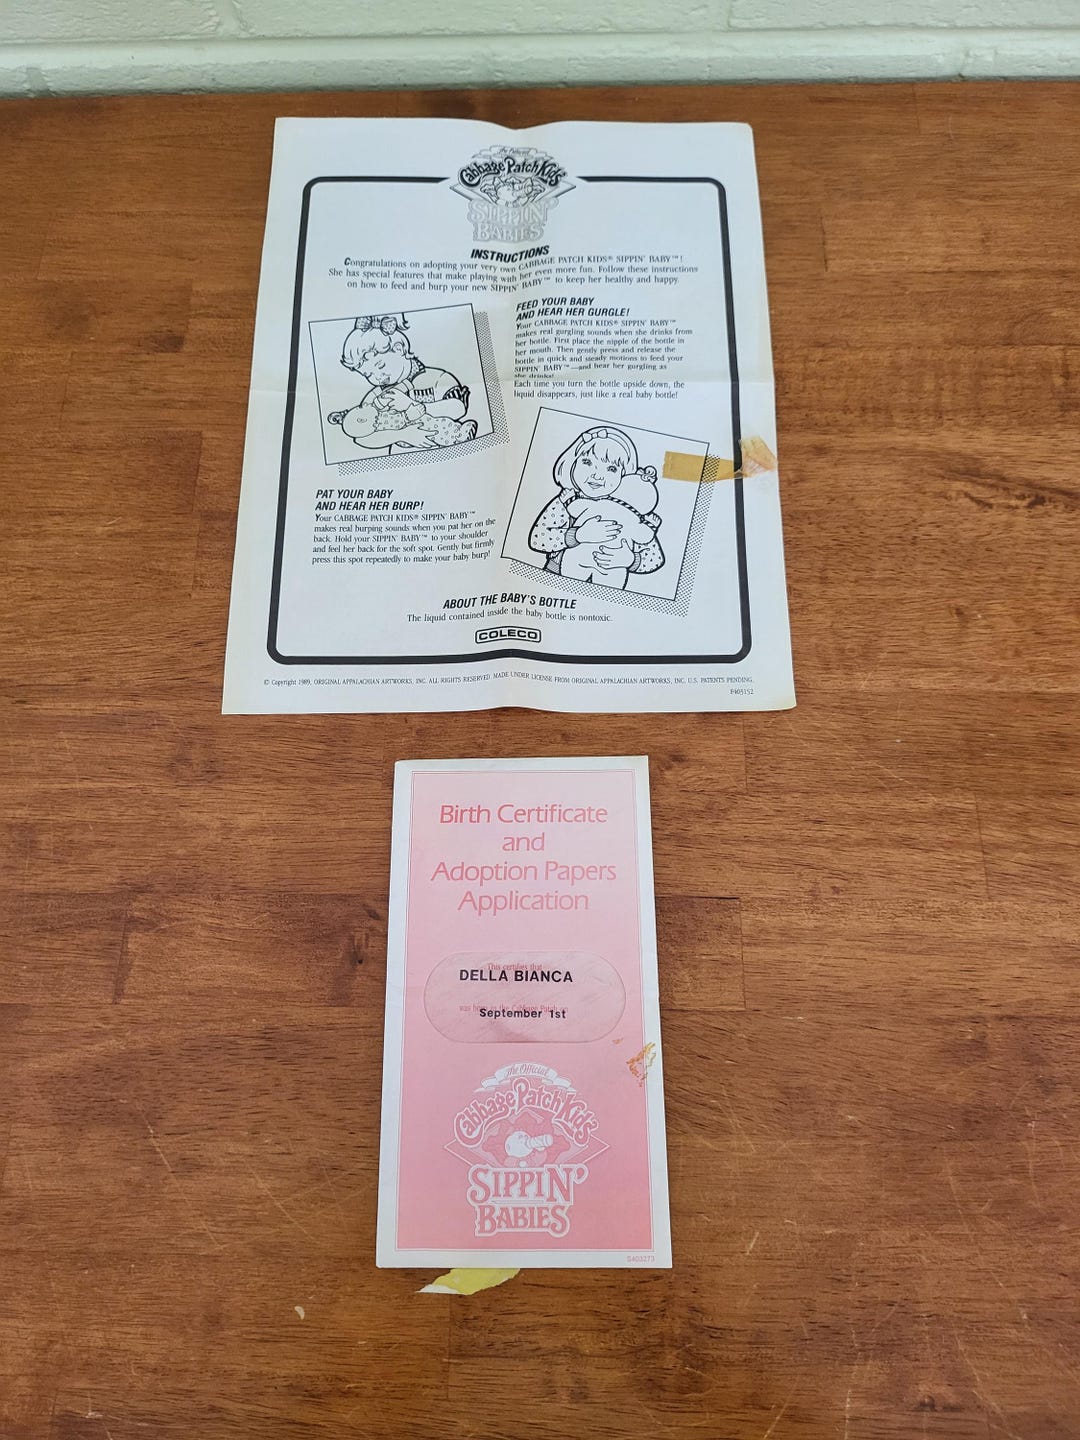 The Official
Cabbage Patch Kids®
SIPPIN'
BABIES™
INSTRUCTIONS
Congratulations on adopting your very own CABBAGE PATCH KIDS® SIPPIN' BABY™!
She has special features that make playing with her even more fun. Follow these instructions
on how to feed and burp your new SIPPIN' BABY™ to keep her healthy and happy.
FEED YOUR BABY
AND HEAR HER GURGLE!
Your CABBAGE PATCH KIDS® SIPPIN' BABY™
makes real gurgling sounds when she drinks from
her bottle. First place the nipple of the bottle in
her mouth. Then gently press and release the
bottle in quick and steady motions to feed your
SIPPIN' BABY™—and hear her gurgling as
she drinks!
Each time you turn the bottle upside down, the
liquid disappears, just like a real baby bottle!
PAT YOUR BABY
AND HEAR HER BURP!
Your CABBAGE PATCH KIDS® SIPPIN' BABY™
makes real burping sounds when you pat her on the
back. Hold your SIPPIN' BABY™ to your shoulder
and feel her back for the soft spot. Gently but firmly
press this spot repeatedly to make your baby burp!
ABOUT THE BABY'S BOTTLE
The liquid contained inside the baby bottle is nontoxic.
COLECO
© Copyright 1989, ORIGINAL APPALACHIAN ARTWORKS, INC. ALL RIGHTS RESERVED. MADE UNDER LICENSE FROM ORIGINAL APPALACHIAN ARTWORKS, INC. U.S. PATENTS PENDING.
F403152
Birth Certificate
and
Adoption Papers
Application
This certifies that
DELLA BIANCA
was born in the Cabbage Patch on
September 1st
The Official
Cabbage Patch Kids®
SIPPIN'
BABIES
S403273